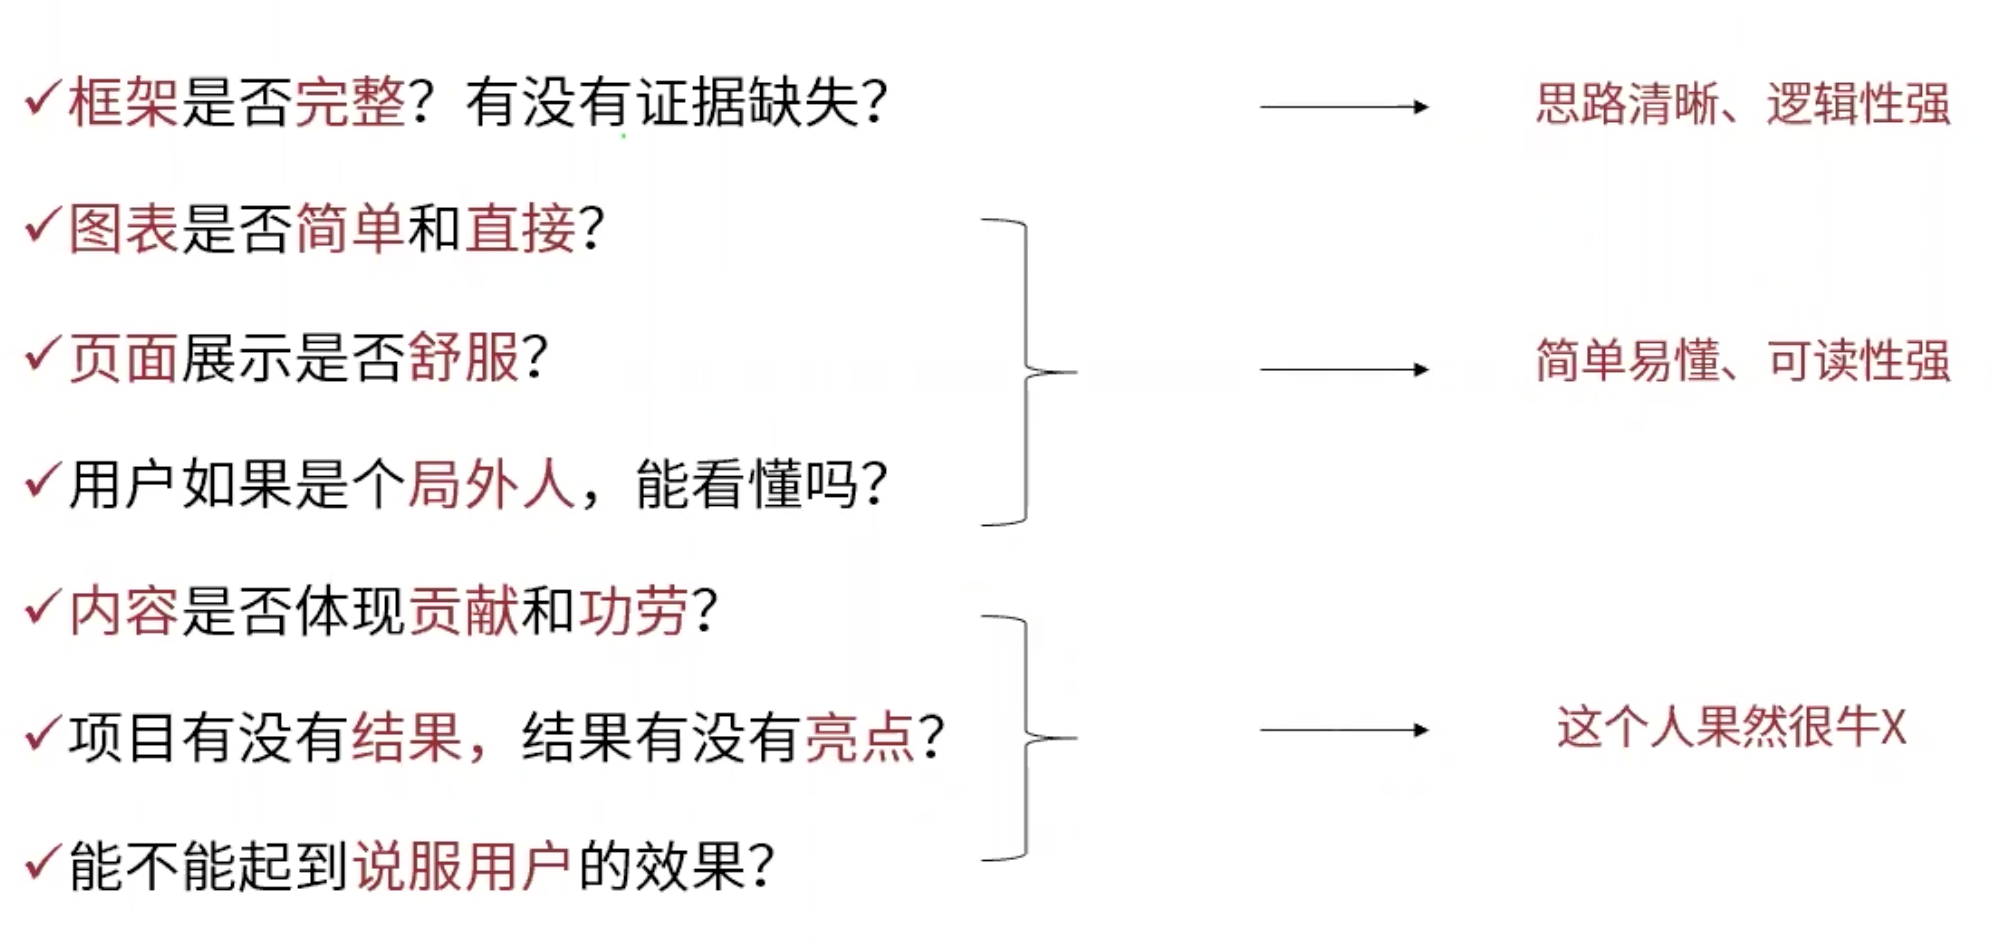 ✓框架是否完整？有没有证据缺失？
思路清晰、逻辑性强
✓图表是否简单和直接？
✓页面展示是否舒服？
简单易懂、可读性强
✓用户如果是个局外人，能看懂吗？
✓内容是否体现贡献和功劳？
✓项目有没有结果，结果有没有亮点？
这个人果然很牛X
✓能不能起到说服用户的效果？